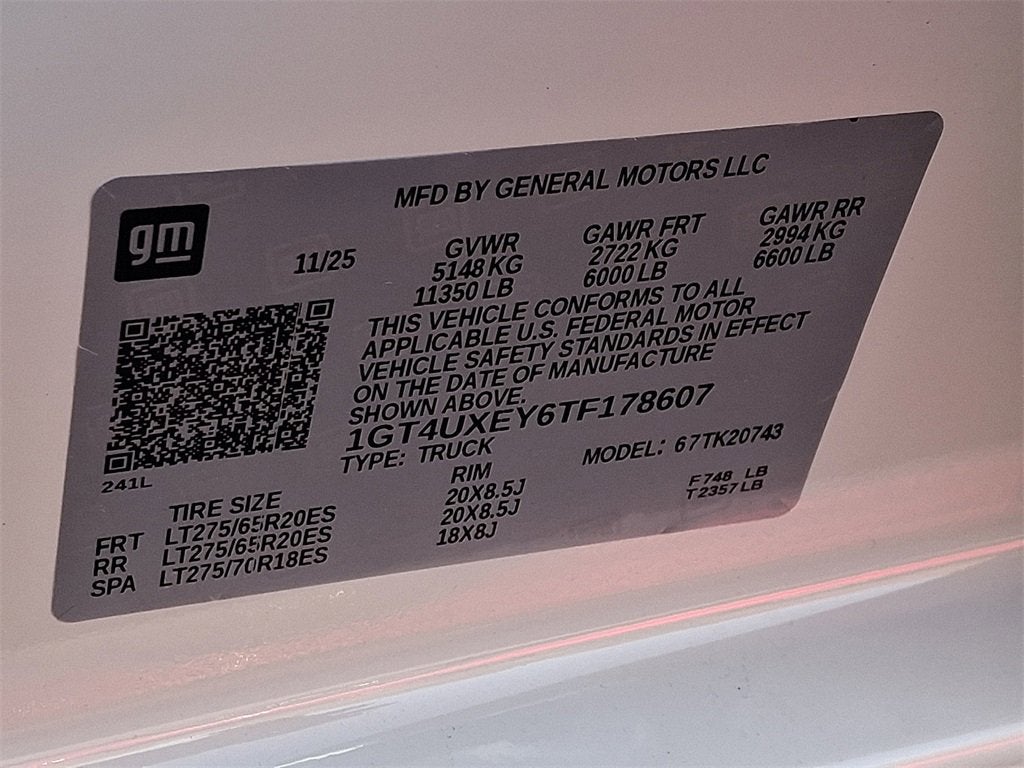 MFD BY GENERAL MOTORS LLC
gm
11/25
GVWR
5148 KG
11350 LB
GAWR FRT
2722 KG
6000 LB
GAWR RR
2994 KG
6600 LB
THIS VEHICLE CONFORMS TO ALL
APPLICABLE U.S. FEDERAL MOTOR
VEHICLE SAFETY STANDARDS IN EFFECT
ON THE DATE OF MANUFACTURE
SHOWN ABOVE.
1GT4UXEY6TF178607
TYPE: TRUCK
MODEL: 67TK20743
241L
TIRE SIZE RIM
FRT LT275/65R20ES 20X8.5J
RR LT275/65R20ES 20X8.5J
SPA LT275/70R18ES 18X8J
F 748 LB
T 2357 LB